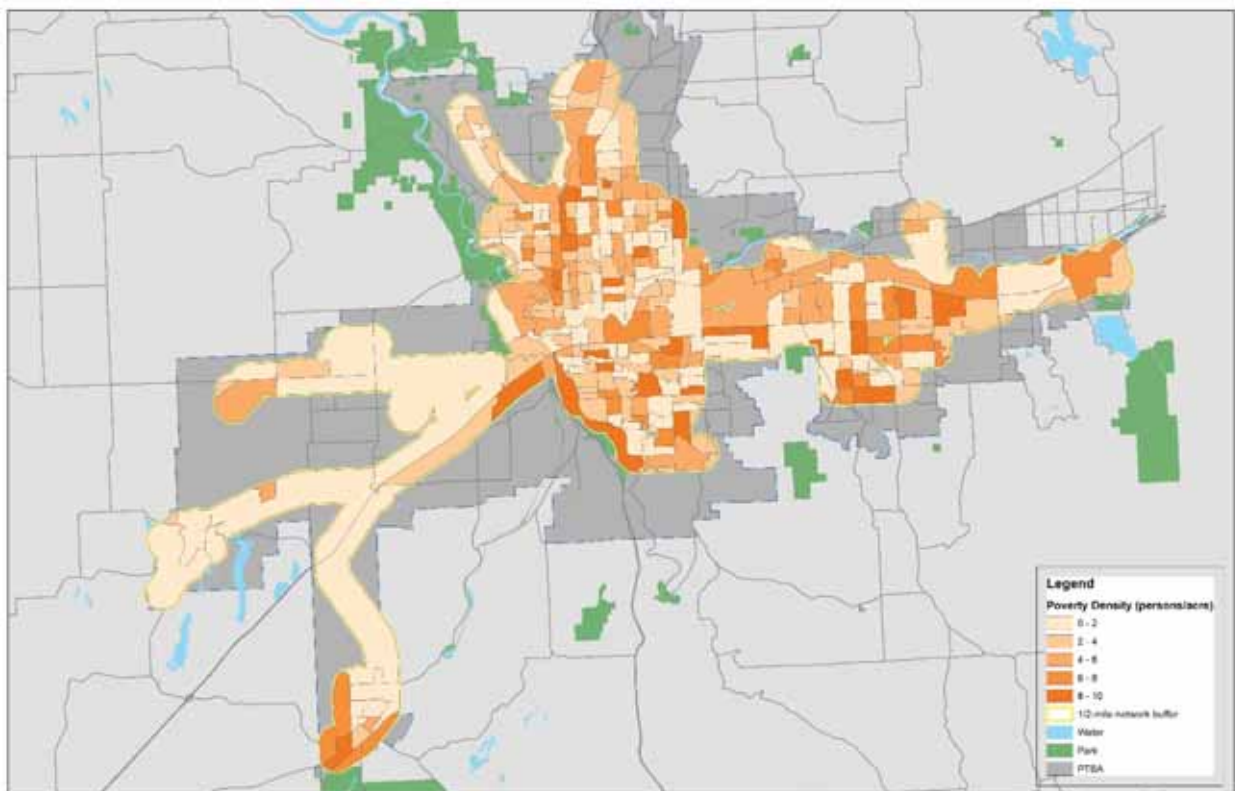 Legend
Poverty Density (persons/acre)
0 - 2
2 - 4
4 - 6
6 - 8
8 - 10
1/2-mile network buffer
Water
Park
PTBA